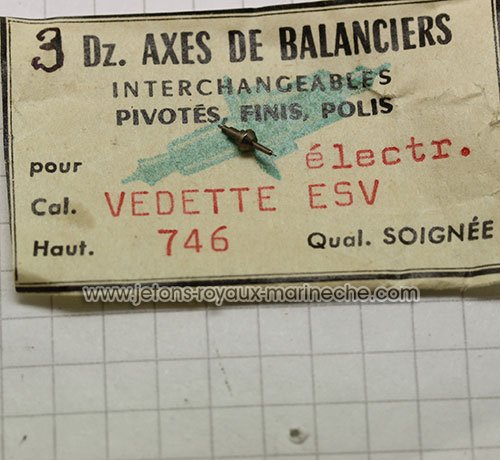 3 Dz. AXES DE BALANCIERS
INTERCHANGEABLES
PIVOTÉS, FINIS, POLIS
pour électr.
Cal. VEDETTE ESV
Haut. 746 Qual. SOIGNÉE
www.jetons-royaux-marineche.com